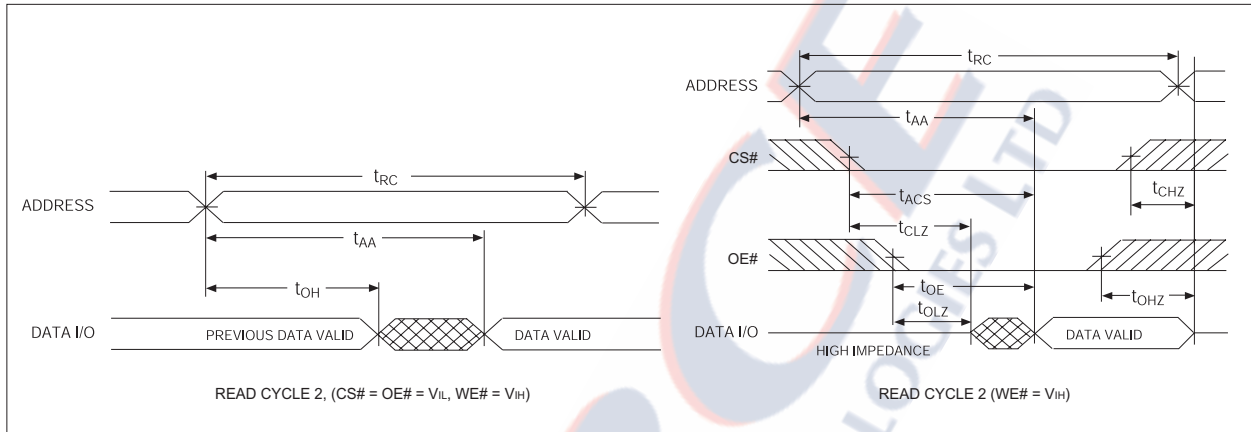 tRC
ADDRESS
tAA
tOH
DATA I/O
PREVIOUS DATA VALID
DATA VALID
READ CYCLE 2, (CS# = OE# = VIL, WE# = VIH)
tRC
ADDRESS
tAA
CS#
tACS
tCHZ
tCLZ
OE#
tOE
tOHZ
tOLZ
DATA I/O
HIGH IMPEDANCE
DATA VALID
READ CYCLE 2 (WE# = VIH)
LOGIES LTD